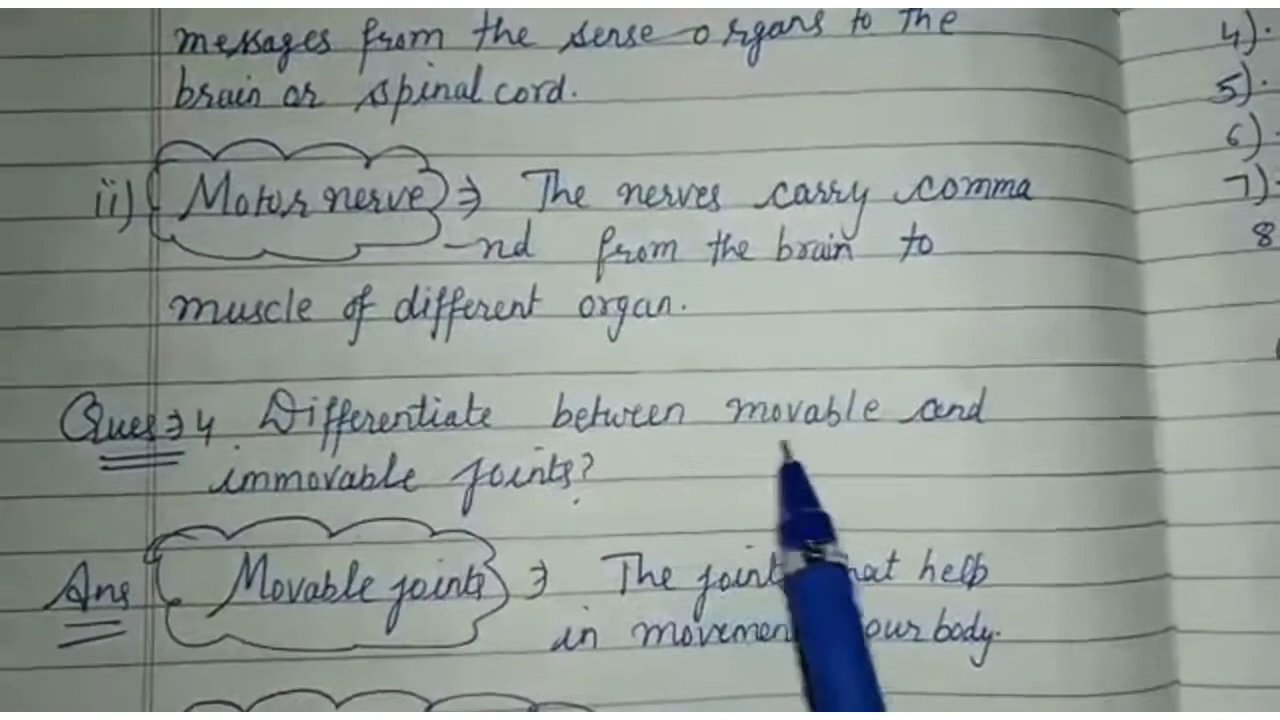 messages from the sense organs to the
brain or spinal cord.
ii) Motor nerve → The nerves carry comma
-nd from the brain to
muscle of different organ.
Ques → 4 Differentiate between movable and
immovable joints?
Ans Movable joints → The joint hat help
in movemen our body.
4).
5).
6)
7)
8